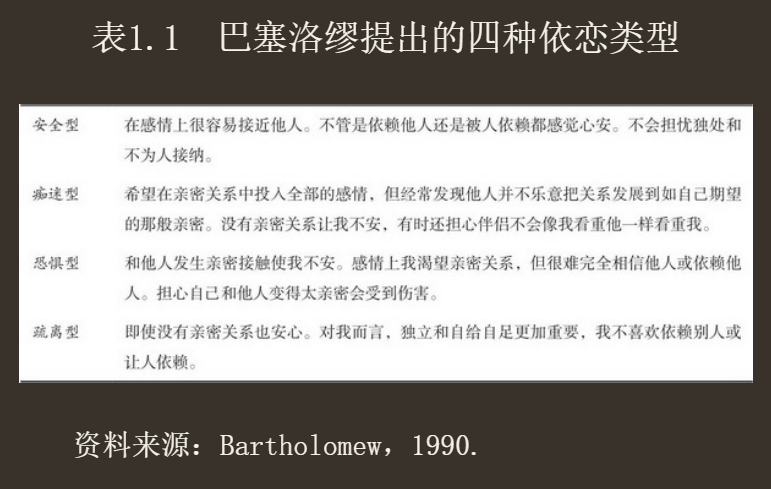 表1.1 巴塞洛缪提出的四种依恋类型
安全型 在感情上很容易接近他人。不管是依赖他人还是被人依赖都感觉心安。不会担忧独处和
不为人接纳。
痴迷型 希望在亲密关系中投入全部的感情，但经常发现他人并不乐意把关系发展到如自己期望
的那般亲密。没有亲密关系让我不安，有时还担心伴侣不会像我看重他一样看重我。
恐惧型 和他人发生亲密接触使我不安。感情上我渴望亲密关系，但很难完全相信他人或依赖他
人。担心自己和他人变得太亲密会受到伤害。
疏离型 即使没有亲密关系也安心。对我而言，独立和自给自足更加重要，我不喜欢依赖别人或
让人依赖。
资料来源：Bartholomew，1990.